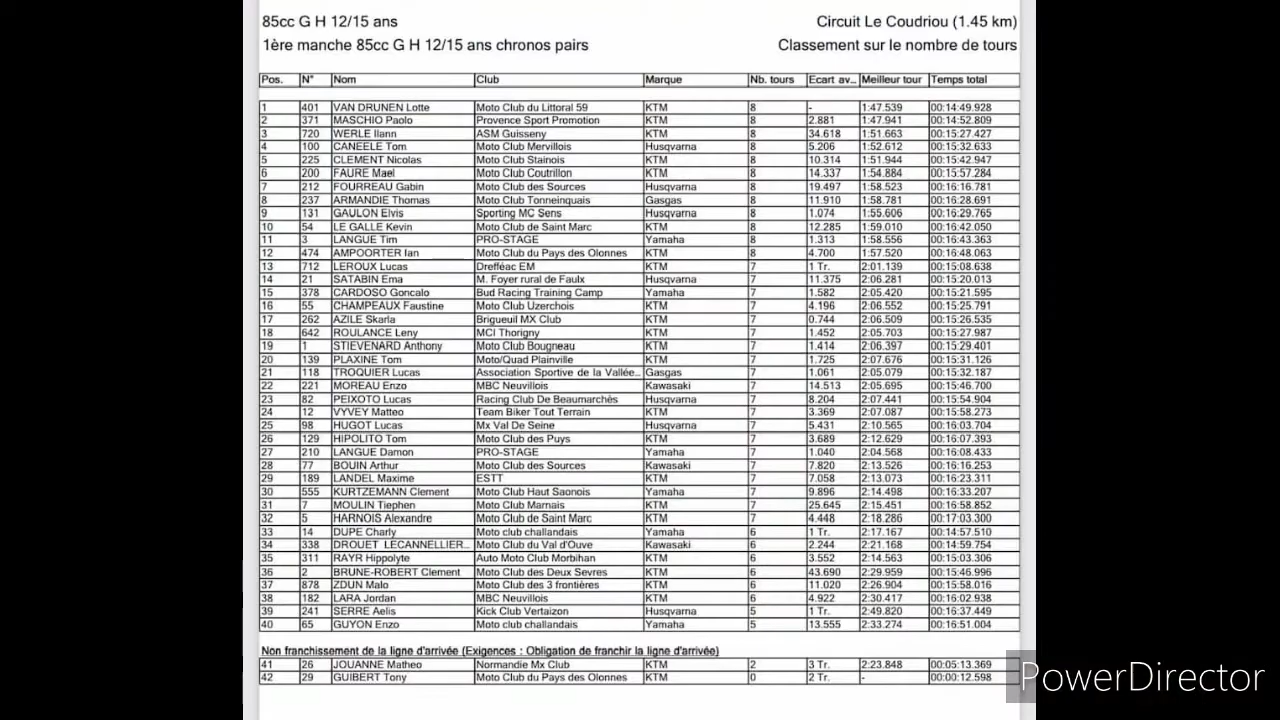 85cc G H 12/15 ans Circuit Le Coudriou (1.45 km)
1ère manche 85cc G H 12/15 ans chronos pairs Classement sur le nombre de tours
Pos. N° Nom Club Marque Nb. tours Ecart av... Meilleur tour Temps total
1 401 VAN DRUNEN Lotte Moto Club du Littoral 59 KTM 8 - 1:47.539 00:14:49.928
2 371 MASCHIO Paolo Provence Sport Promotion KTM 8 2.881 1:47.941 00:14:52.809
3 720 WERLE Ilann ASM Guisseny KTM 8 34.618 1:51.663 00:15:27.427
4 100 CANEELE Tom Moto Club Mervillois Husqvarna 8 5.206 1:52.612 00:15:32.633
5 225 CLEMENT Nicolas Moto Club Stainois KTM 8 10.314 1:51.944 00:15:42.947
6 200 FAURE Mael Moto Club Coutrillon KTM 8 14.337 1:54.884 00:15:57.284
7 212 FOURREAU Gabin Moto Club des Sources Husqvarna 8 19.497 1:58.523 00:16:16.781
8 237 ARMANDIE Thomas Moto Club Tonneinquais Gasgas 8 11.910 1:58.781 00:16:28.691
9 131 GAULON Elvis Sporting MC Sens Husqvarna 8 1.074 1:55.606 00:16:29.765
10 54 LE GALLE Kevin Moto Club de Saint Marc KTM 8 12.285 1:59.010 00:16:42.050
11 3 LANGUE Tim PRO-STAGE Yamaha 8 1.313 1:58.556 00:16:43.363
12 474 AMPOORTER Ian Moto Club du Pays des Olonnes KTM 8 4.700 1:57.520 00:16:48.063
13 712 LEROUX Lucas Drefféac EM KTM 7 1 Tr. 2:01.139 00:15:08.638
14 21 SATABIN Ema M. Foyer rural de Faulx Husqvarna 7 11.375 2:06.281 00:15:20.013
15 378 CARDOSO Goncalo Bud Racing Training Camp Yamaha 7 1.582 2:05.420 00:15:21.595
16 55 CHAMPEAUX Faustine Moto Club Uzerchois KTM 7 4.196 2:06.552 00:15:25.791
17 262 AZILE Skarla Brigueuil MX Club KTM 7 0.744 2:06.509 00:15:26.535
18 642 ROULANCE Leny MCI Thorigny KTM 7 1.452 2:05.703 00:15:27.987
19 1 STIEVENARD Anthony Moto Club Bougneau KTM 7 1.414 2:06.397 00:15:29.401
20 139 PLAXINE Tom Moto/Quad Plainville KTM 7 1.725 2:07.676 00:15:31.126
21 118 TROQUIER Lucas Association Sportive de la Vallée... Gasgas 7 1.061 2:05.079 00:15:32.187
22 221 MOREAU Enzo MBC Neuvillois Kawasaki 7 14.513 2:05.695 00:15:46.700
23 82 PEIXOTO Lucas Racing Club De Beaumarchès Husqvarna 7 8.204 2:07.441 00:15:54.904
24 12 VYVEY Matteo Team Biker Tout Terrain KTM 7 3.369 2:07.087 00:15:58.273
25 98 HUGOT Lucas Mx Val De Seine Husqvarna 7 5.431 2:10.565 00:16:03.704
26 129 HIPOLITO Tom Moto Club des Puys KTM 7 3.689 2:12.629 00:16:07.393
27 210 LANGUE Damon PRO-STAGE Yamaha 7 1.040 2:04.568 00:16:08.433
28 77 BOUIN Arthur Moto Club des Sources Kawasaki 7 7.820 2:13.526 00:16:16.253
29 189 LANDEL Maxime ESTT KTM 7 7.058 2:13.073 00:16:23.311
30 555 KURTZEMANN Clement Moto Club Haut Saonois Yamaha 7 9.896 2:14.498 00:16:33.207
31 7 MOULIN Tiephen Moto Club Marnais KTM 7 25.645 2:15.451 00:16:58.852
32 5 HARNOIS Alexandre Moto Club de Saint Marc KTM 7 4.448 2:18.286 00:17:03.300
33 14 DUPE Charly Moto club challandais Yamaha 6 1 Tr. 2:17.167 00:14:57.510
34 338 DROUET LECANNELLIER... Moto Club du Val d'Ouve Kawasaki 6 2.244 2:21.168 00:14:59.754
35 311 RAYR Hippolyte Auto Moto Club Morbihan KTM 6 3.552 2:14.563 00:15:03.306
36 2 BRUNE-ROBERT Clement Moto Club des Deux Sevres KTM 6 43.690 2:29.959 00:15:46.996
37 878 ZDUN Malo Moto Club des 3 frontières KTM 6 11.020 2:26.904 00:15:58.016
38 182 LARA Jordan MBC Neuvillois KTM 6 4.922 2:30.417 00:16:02.938
39 241 SERRE Aelis Kick Club Vertaizon Husqvarna 5 1 Tr. 2:49.820 00:16:37.449
40 65 GUYON Enzo Moto club challandais Yamaha 5 13.555 2:33.274 00:16:51.004
Non franchissement de la ligne d'arrivée (Exigences : Obligation de franchir la ligne d'arrivée)
41 26 JOUANNE Matheo Normandie Mx Club KTM 2 3 Tr. 2:23.848 00:05:13.369
42 29 GUIBERT Tony Moto Club du Pays des Olonnes KTM 0 2 Tr. - 00:00:12.598
PowerDirector